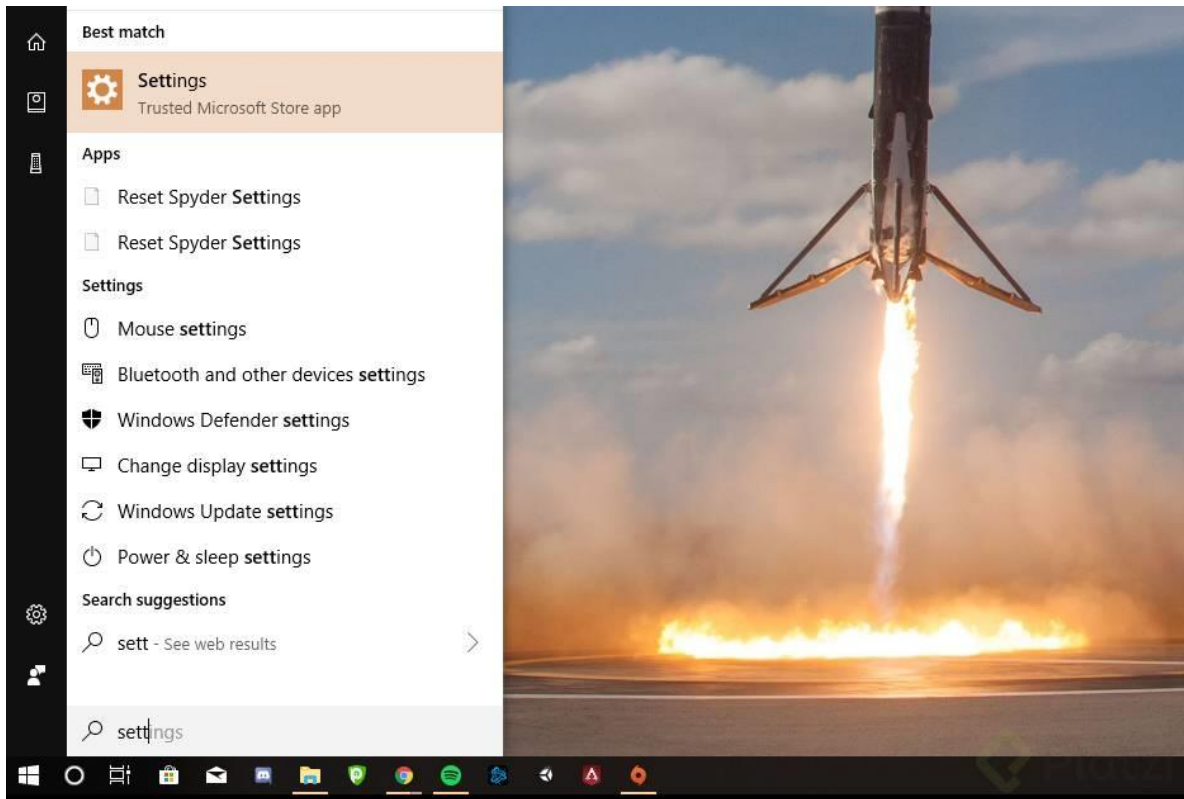 Best match
Settings
Trusted Microsoft Store app
Apps
Reset Spyder Settings
Reset Spyder Settings
Settings
Mouse settings
Bluetooth and other devices settings
Windows Defender settings
Change display settings
Windows Update settings
Power & sleep settings
Search suggestions
sett - See web results
settings
Platzi